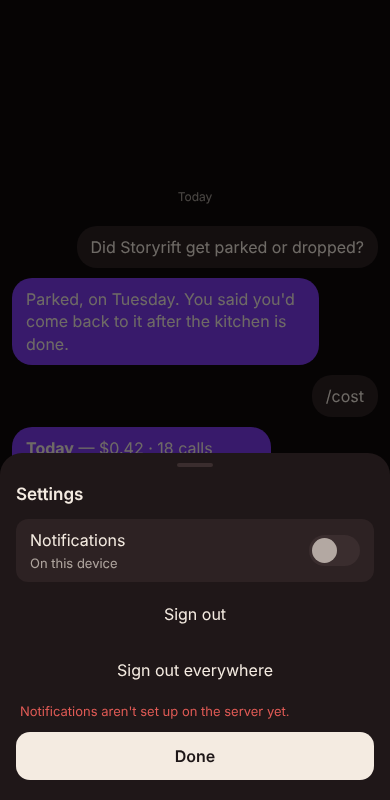 Today
Did Storyrift get parked or dropped?
Parked, on Tuesday. You said you'd
come back to it after the kitchen is
done.
/cost
Today — $0.42 · 18 calls
Settings
Notifications
On this device
Sign out
Sign out everywhere
Notifications aren't set up on the server yet.
Done